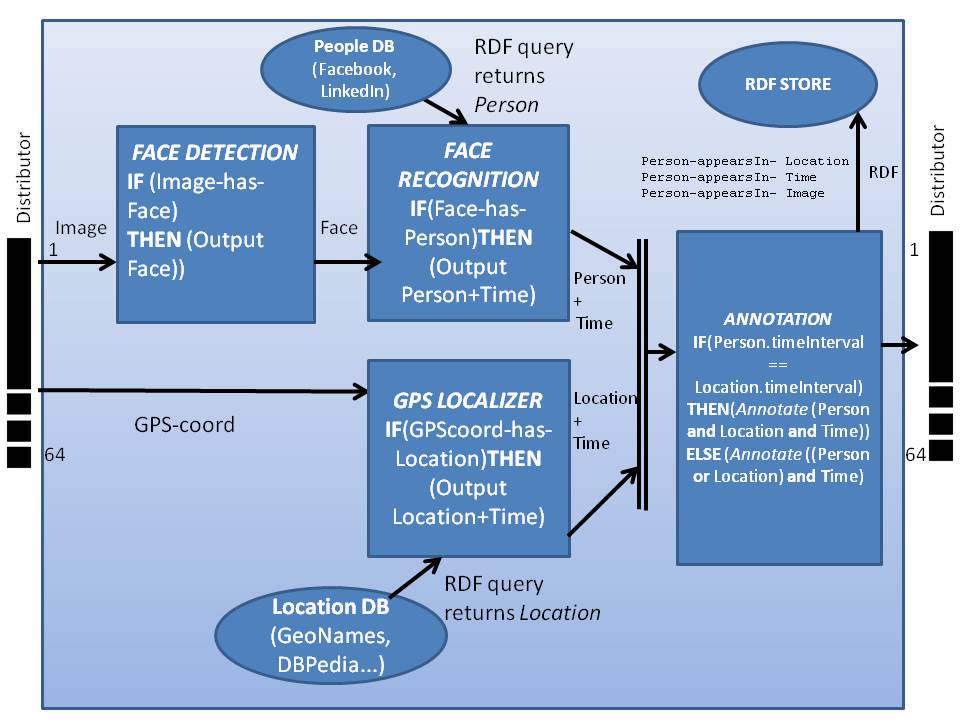 People DB
(Facebook,
LinkedIn)
RDF query
returns
Person
RDF STORE
Distributor
Image
1
FACE DETECTION
IF (Image-has-
Face)
THEN (Output
Face))
Face
FACE
RECOGNITION
IF(Face-has-
Person)THEN
(Output
Person+Time)
Person-appearsIn- Location
Person-appearsIn- Time
Person-appearsIn- Image
RDF
Distributor
1
Person
+
Time
ANNOTATION
IF(Person.timeInterval
==
Location.timeInterval)
THEN(Annotate (Person
and Location and Time))
ELSE (Annotate ((Person
or Location) and Time)
64
GPS-coord
64
GPS LOCALIZER
IF(GPScoord-has-
Location)THEN
(Output
Location+Time)
Location
+
Time
Location DB
(GeoNames,
DBPedia...)
RDF query
returns Location